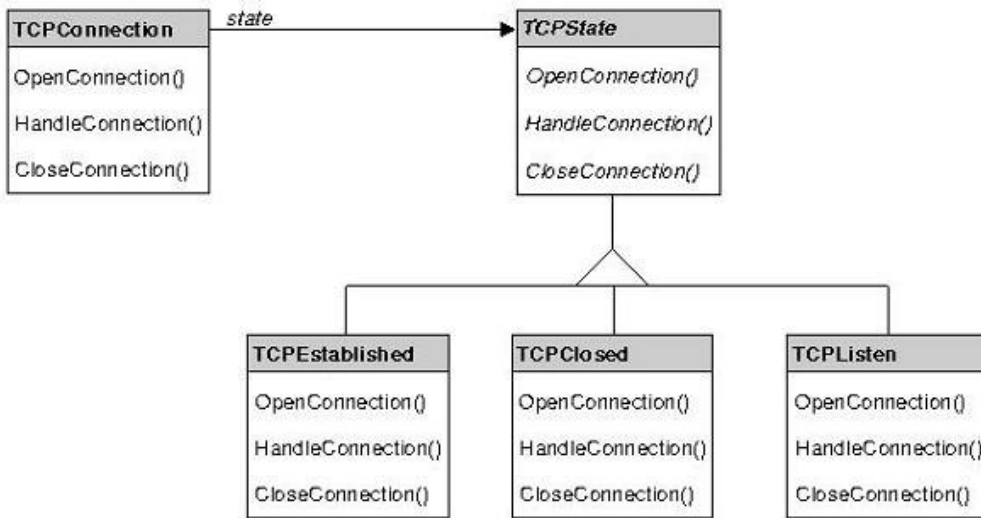 state
TCPConnection
OpenConnection()
HandleConnection()
CloseConnection()
TCPState
OpenConnection()
HandleConnection()
CloseConnection()
TCPEstablished
OpenConnection()
HandleConnection()
CloseConnection()
TCPClosed
OpenConnection()
HandleConnection()
CloseConnection()
TCPListen
OpenConnection()
HandleConnection()
CloseConnection()